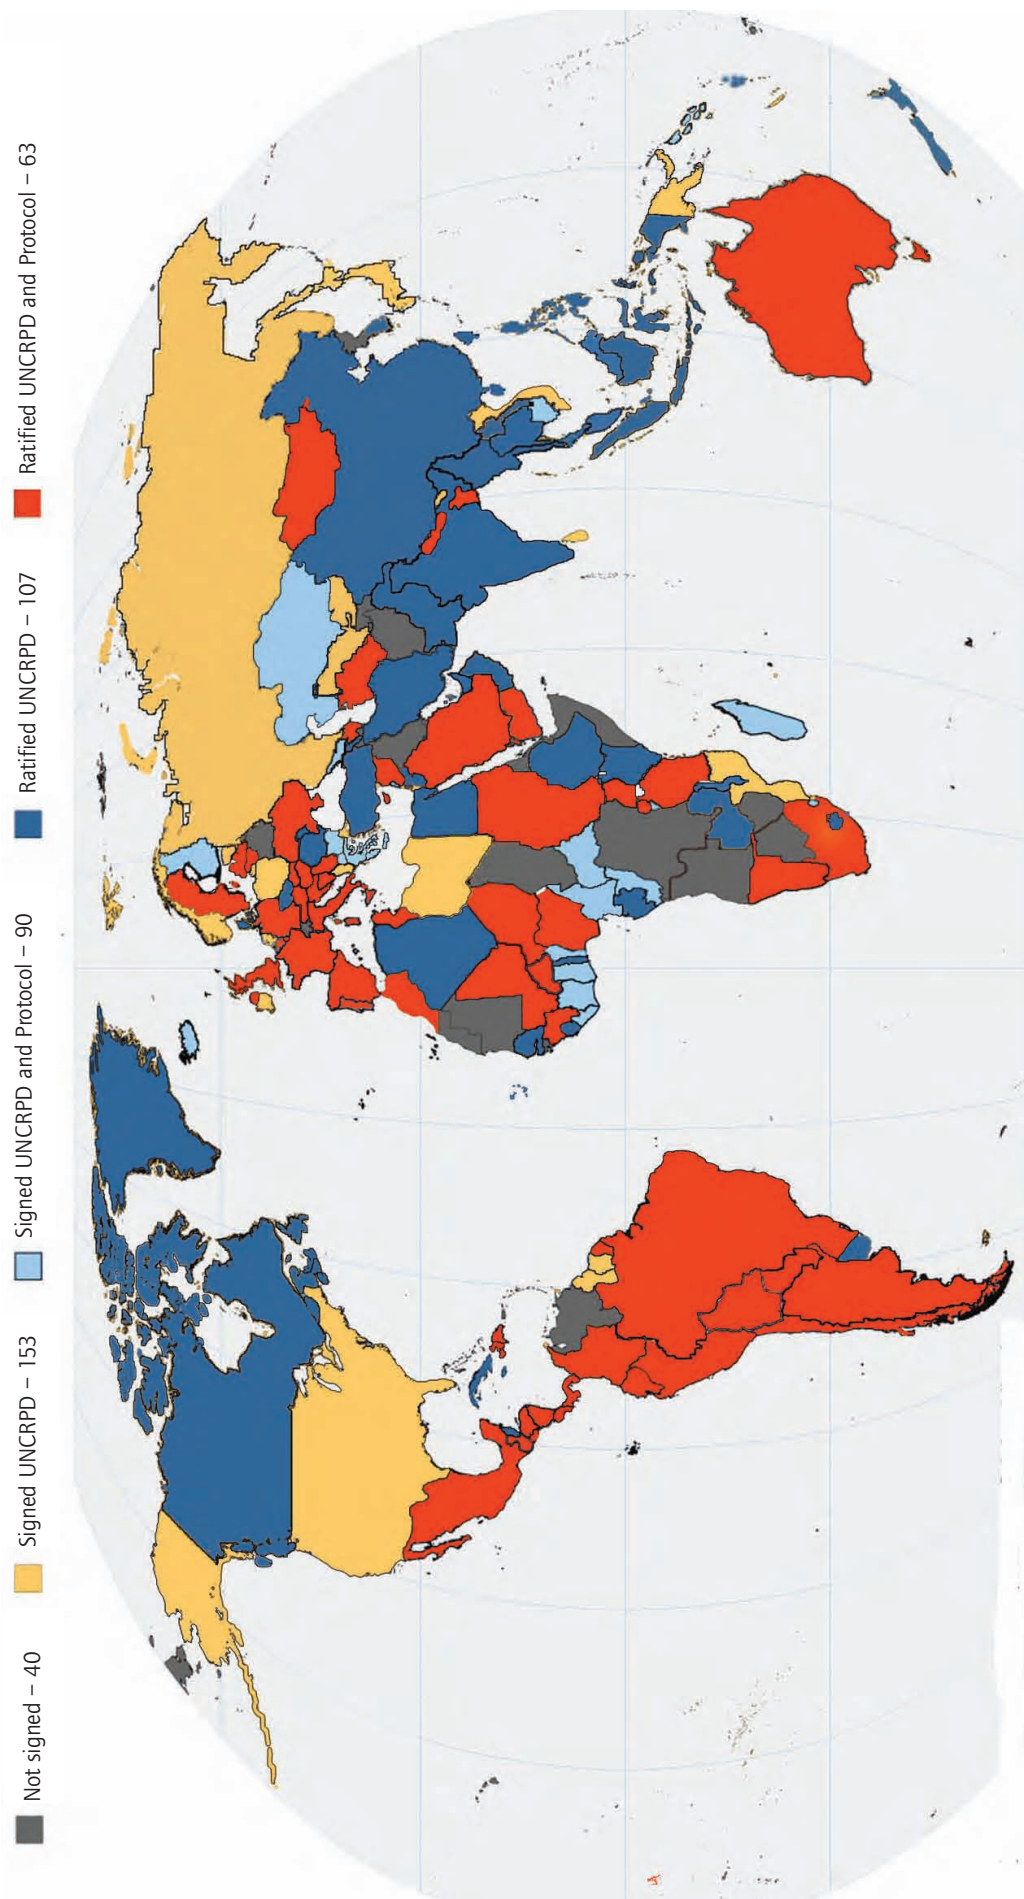 Not signed – 40
Signed UNCRPD – 153
Signed UNCRPD and Protocol – 90
Ratified UNCRPD – 107
Ratified UNCRPD and Protocol – 63